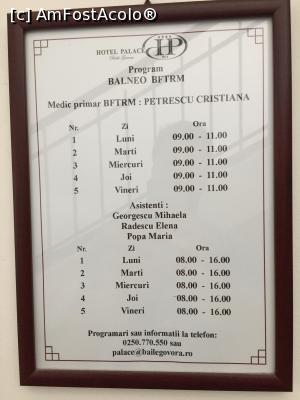 [c] AmFostAcolo®
HOTEL PALACE
Băile Govora
HP
Program
BALNEO BFTRM
Medic primar BFTRM : PETRESCU CRISTIANA
Nr. Zi Ora
1 Luni 09.00 - 11.00
2 Marti 09.00 - 11.00
3 Miercuri 09.00 - 11.00
4 Joi 09.00 - 11.00
5 Vineri 09.00 - 11.00
Asistenti :
Georgescu Mihaela
Radescu Elena
Popa Maria
Nr. Zi Ora
1 Luni 08.00 - 16.00
2 Marti 08.00 - 16.00
3 Miercuri 08.00 - 16.00
4 Joi 08.00 - 16.00
5 Vineri 08.00 - 16.00
Programari sau informatii la telefon:
0250.770.550 sau
palace@bailegovora.ro